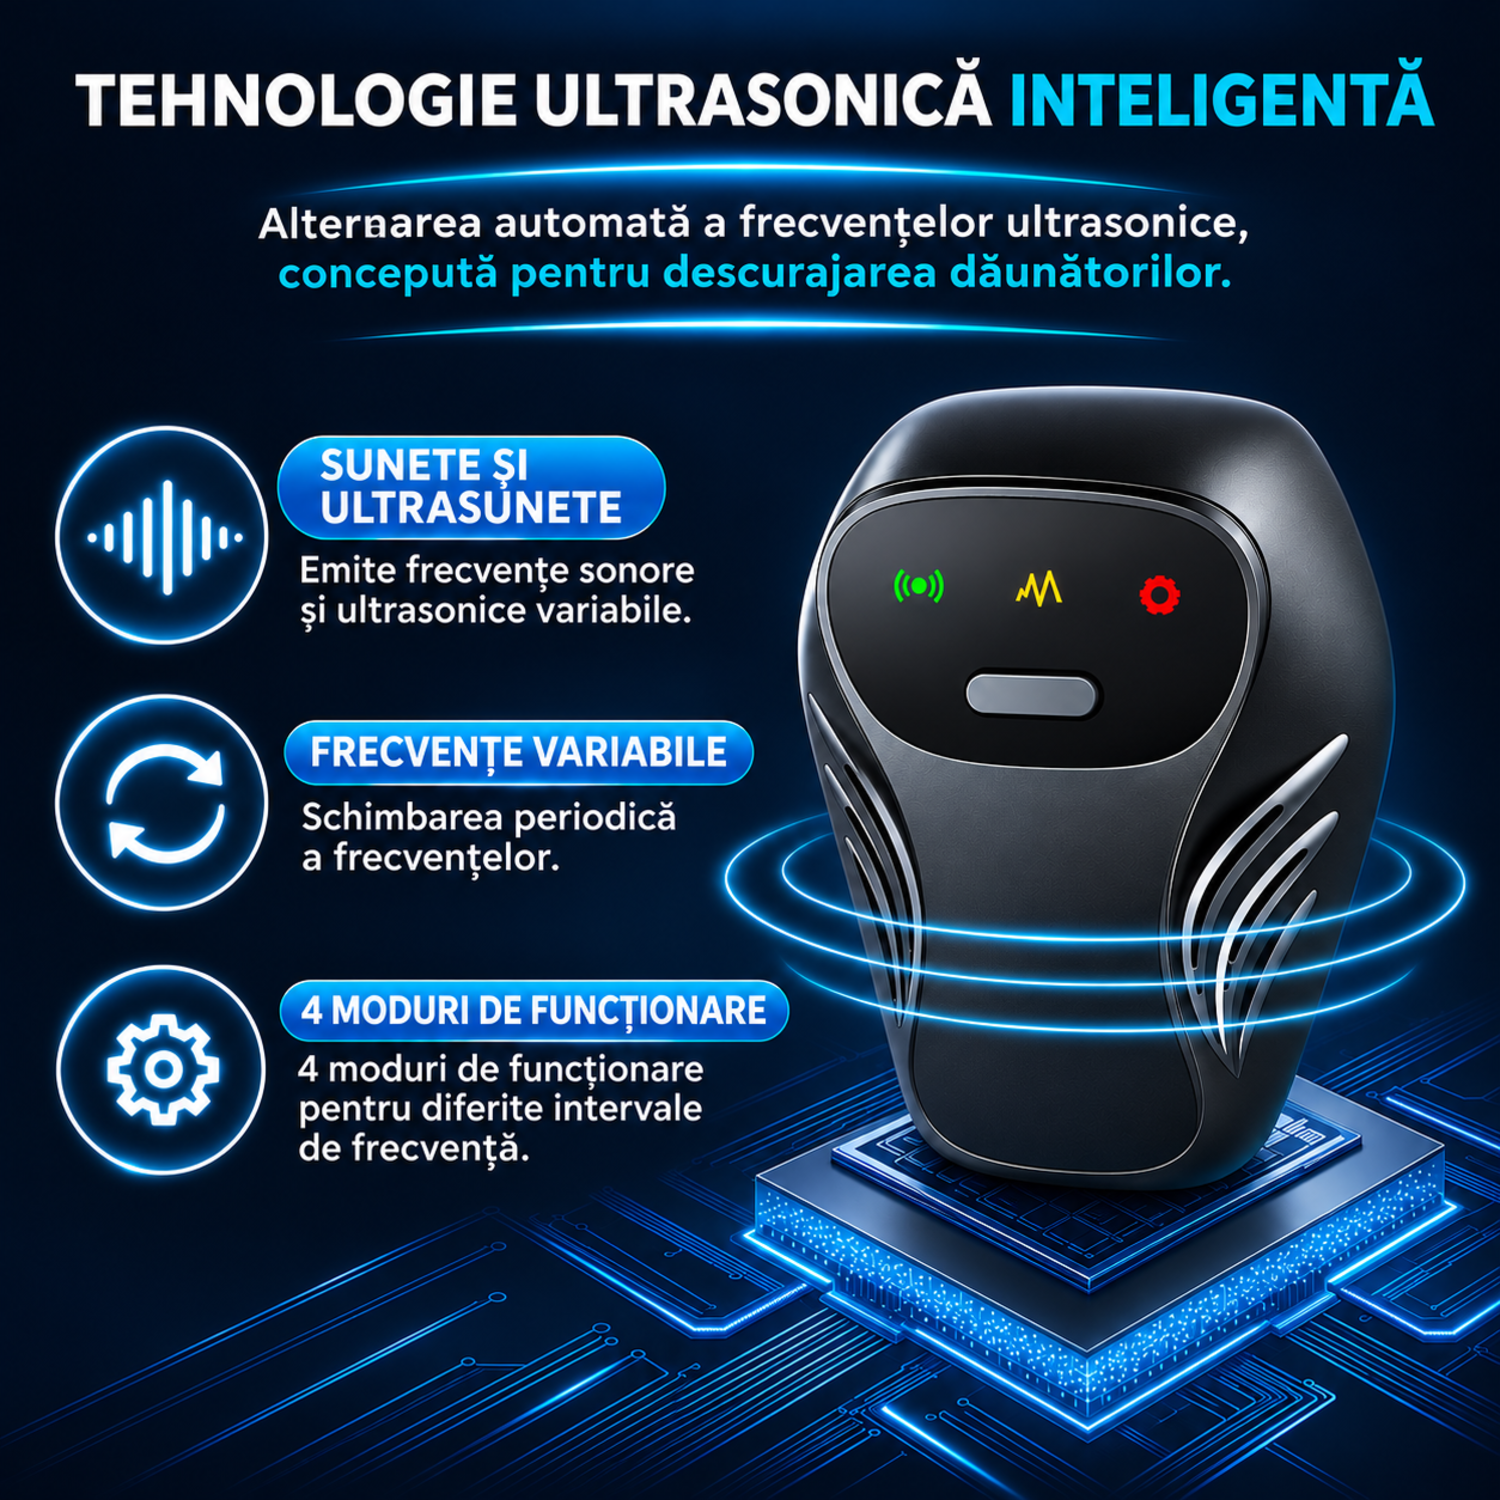 TEHNOLOGIE ULTRASONICĂ INTELIGENTĂ
Alternarea automată a frecvențelor ultrasonice,
concepută pentru descurajarea dăunătorilor.
SUNETE ȘI
ULTRASUNETE
Emite frecvențe sonore
și ultrasonice variabile.
FRECVENȚE VARIABILE
Schimbarea periodică
a frecvențelor.
4 MODURI DE FUNCȚIONARE
4 moduri de funcționare
pentru diferite intervale
de frecvență.